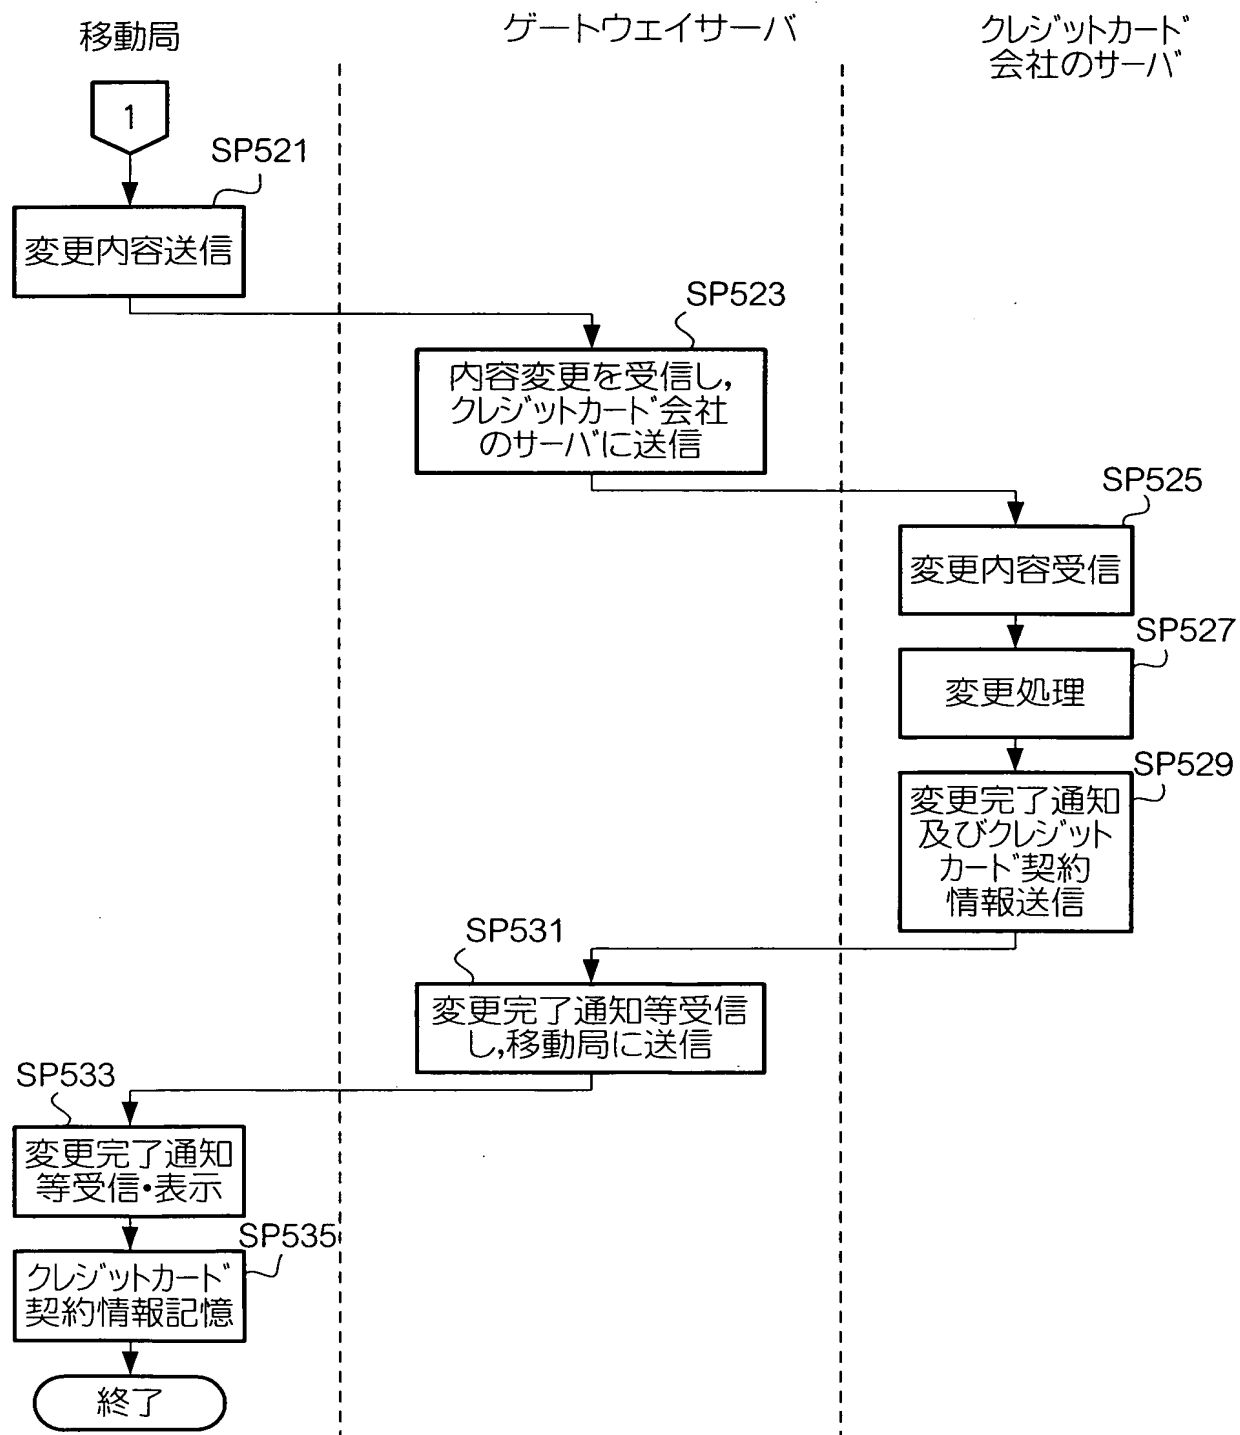 移動局
ゲートウェイサーバ
クレジットカード
会社のサーバ
1
SP521
変更内容送信
SP523
内容変更を受信し,
クレジットカード会社
のサーバに送信
SP525
変更内容受信
SP527
変更処理
SP529
変更完了通知
及びクレジット
カード契約
情報送信
SP531
変更完了通知等受信
し,移動局に送信
SP533
変更完了通知
等受信・表示
SP535
クレジットカード
契約情報記憶
終了